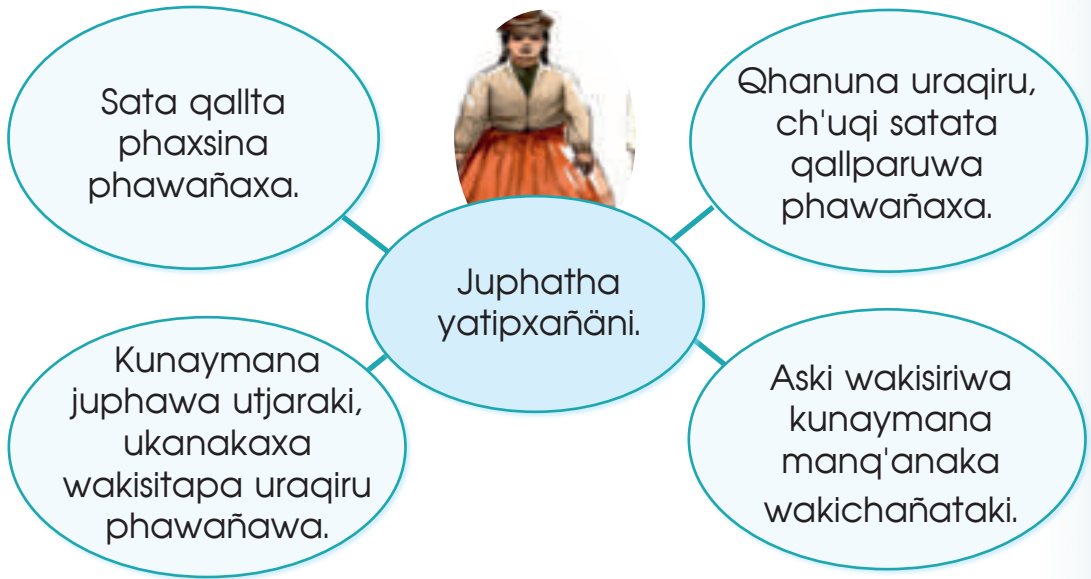 Sata qallta
phaxsina
phawañaxa.
Qhanuna uraqiru,
ch'uqi satata
qallparuwa
phawañaxa.
Juphatha
yatipxañäni.
Kunaymana
juphawa utjaraki,
ukanakaxa
wakisitapa uraqiru
phawañawa.
Aski wakisiriwa
kunaymana
manq'anaka
wakichañataki.